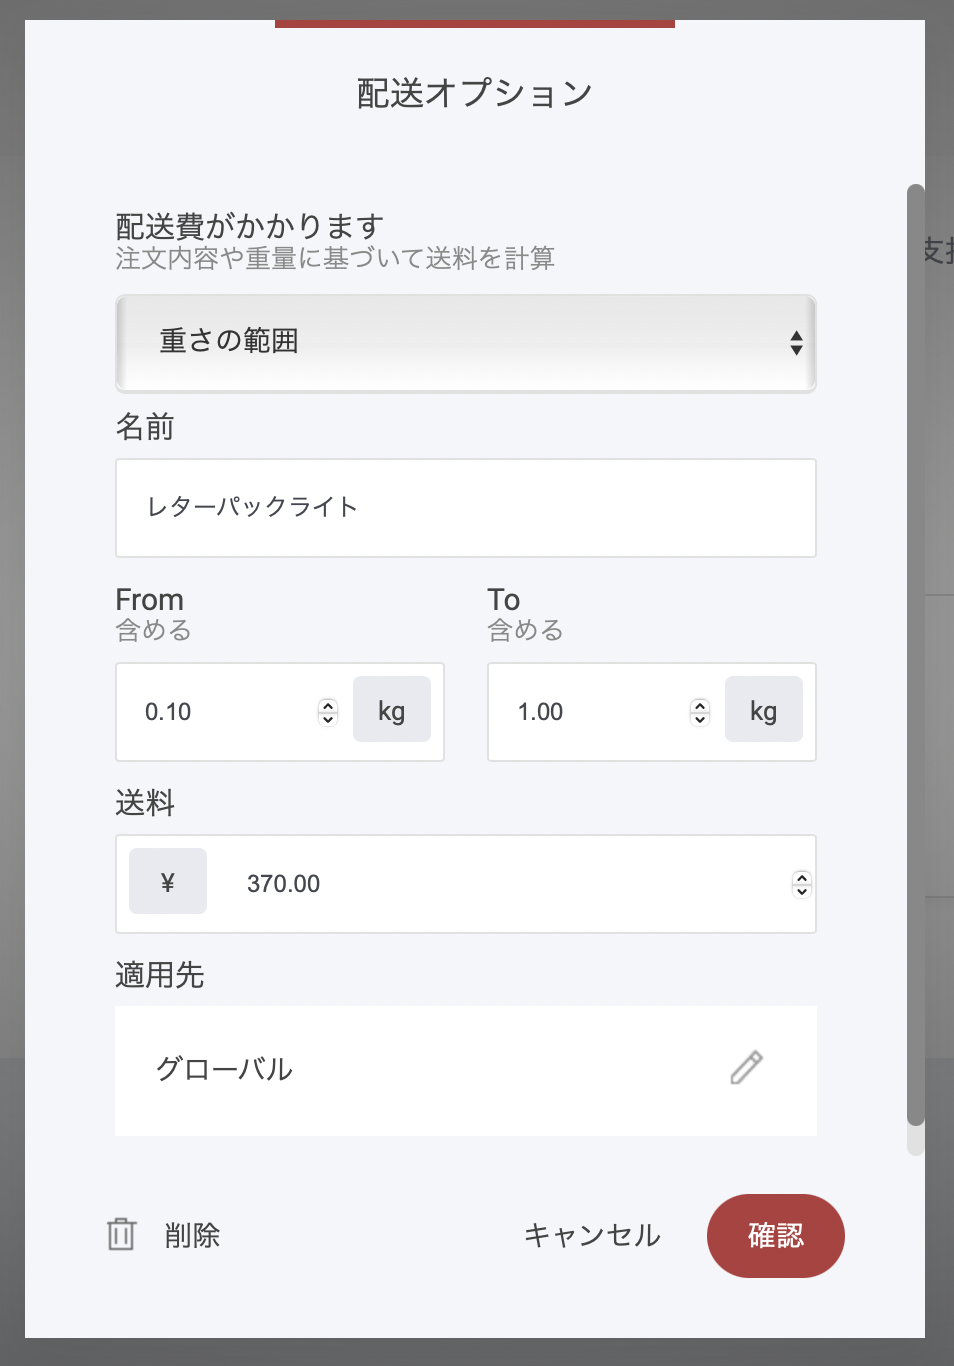 配送オプション
配送費がかかります
注文内容や重量に基づいて送料を計算
重さの範囲
名前
レターパックライト
From
含める
To
含める
0.10
kg
1.00
kg
送料
¥
370.00
適用先
グローバル
削除
キャンセル
確認